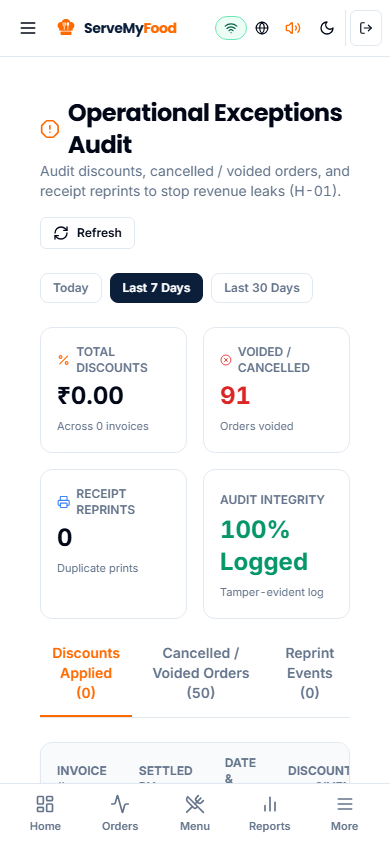 ServeMyFood
Operational Exceptions
Audit
Audit discounts, cancelled / voided orders, and
receipt reprints to stop revenue leaks (H-01).
Refresh
Today
Last 7 Days
Last 30 Days
TOTAL
DISCOUNTS
₹0.00
Across 0 invoices
VOIDED /
CANCELLED
91
Orders voided
RECEIPT
REPRINTS
0
Duplicate prints
AUDIT INTEGRITY
100%
Logged
Tamper-evident log
Discounts
Applied
(0)
Cancelled /
Voided Orders
(50)
Reprint
Events
(0)
INVOICE
SETTLED
DATE
&
DISCOUNT
Home
Orders
Menu
Reports
More